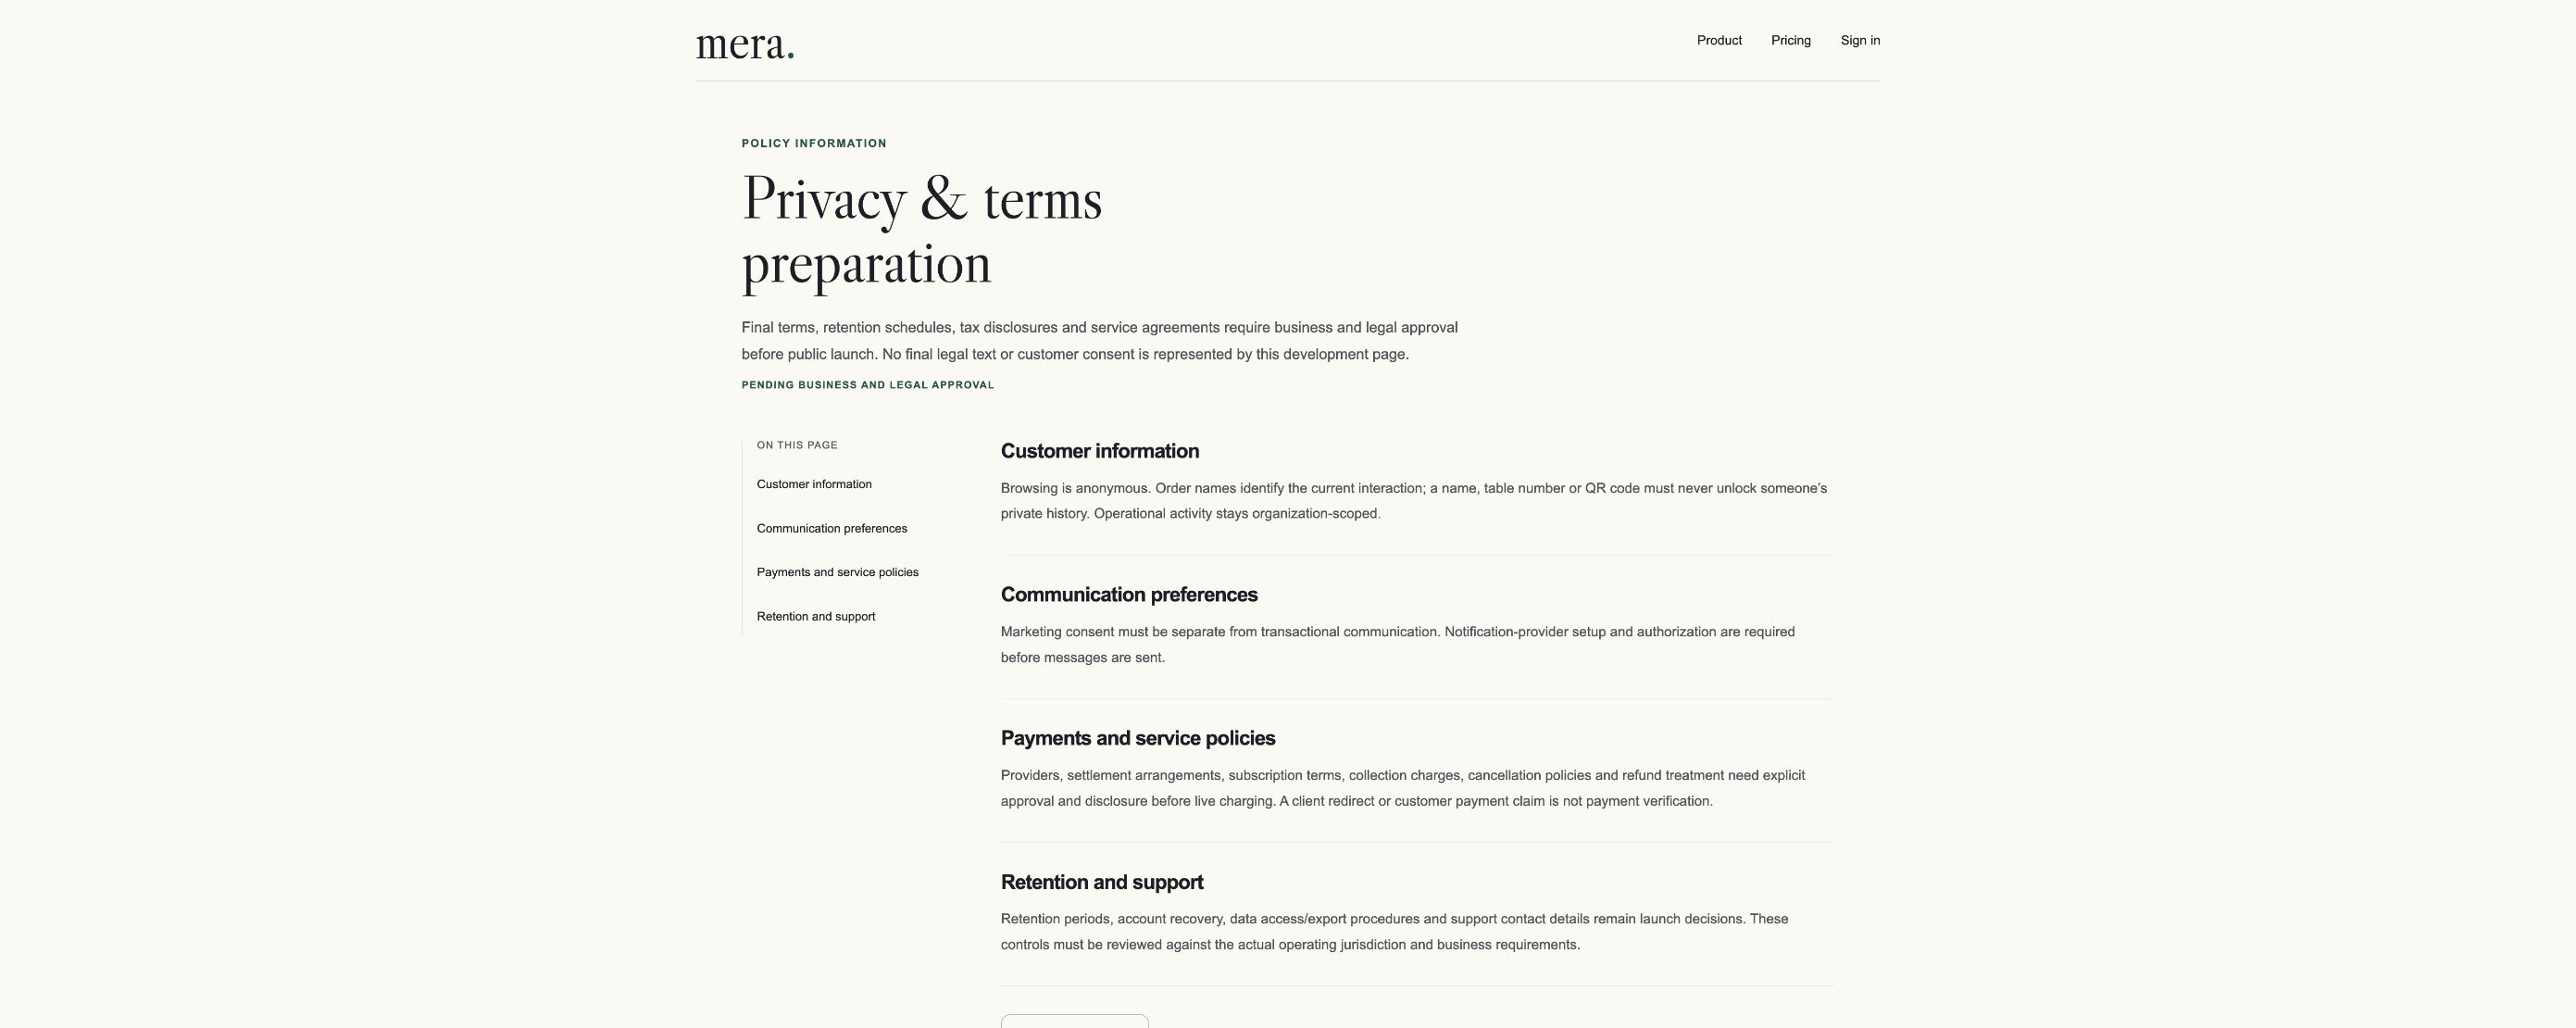 mera.
Product Pricing Sign in
POLICY INFORMATION
Privacy & terms
preparation
Final terms, retention schedules, tax disclosures and service agreements require business and legal approval
before public launch. No final legal text or customer consent is represented by this development page.
PENDING BUSINESS AND LEGAL APPROVAL
ON THIS PAGE
Customer information
Communication preferences
Payments and service policies
Retention and support
Customer information
Browsing is anonymous. Order names identify the current interaction; a name, table number or QR code must never unlock someone's
private history. Operational activity stays organization-scoped.
Communication preferences
Marketing consent must be separate from transactional communication. Notification-provider setup and authorization are required
before messages are sent.
Payments and service policies
Providers, settlement arrangements, subscription terms, collection charges, cancellation policies and refund treatment need explicit
approval and disclosure before live charging. A client redirect or customer payment claim is not payment verification.
Retention and support
Retention periods, account recovery, data access/export procedures and support contact details remain launch decisions. These
controls must be reviewed against the actual operating jurisdiction and business requirements.